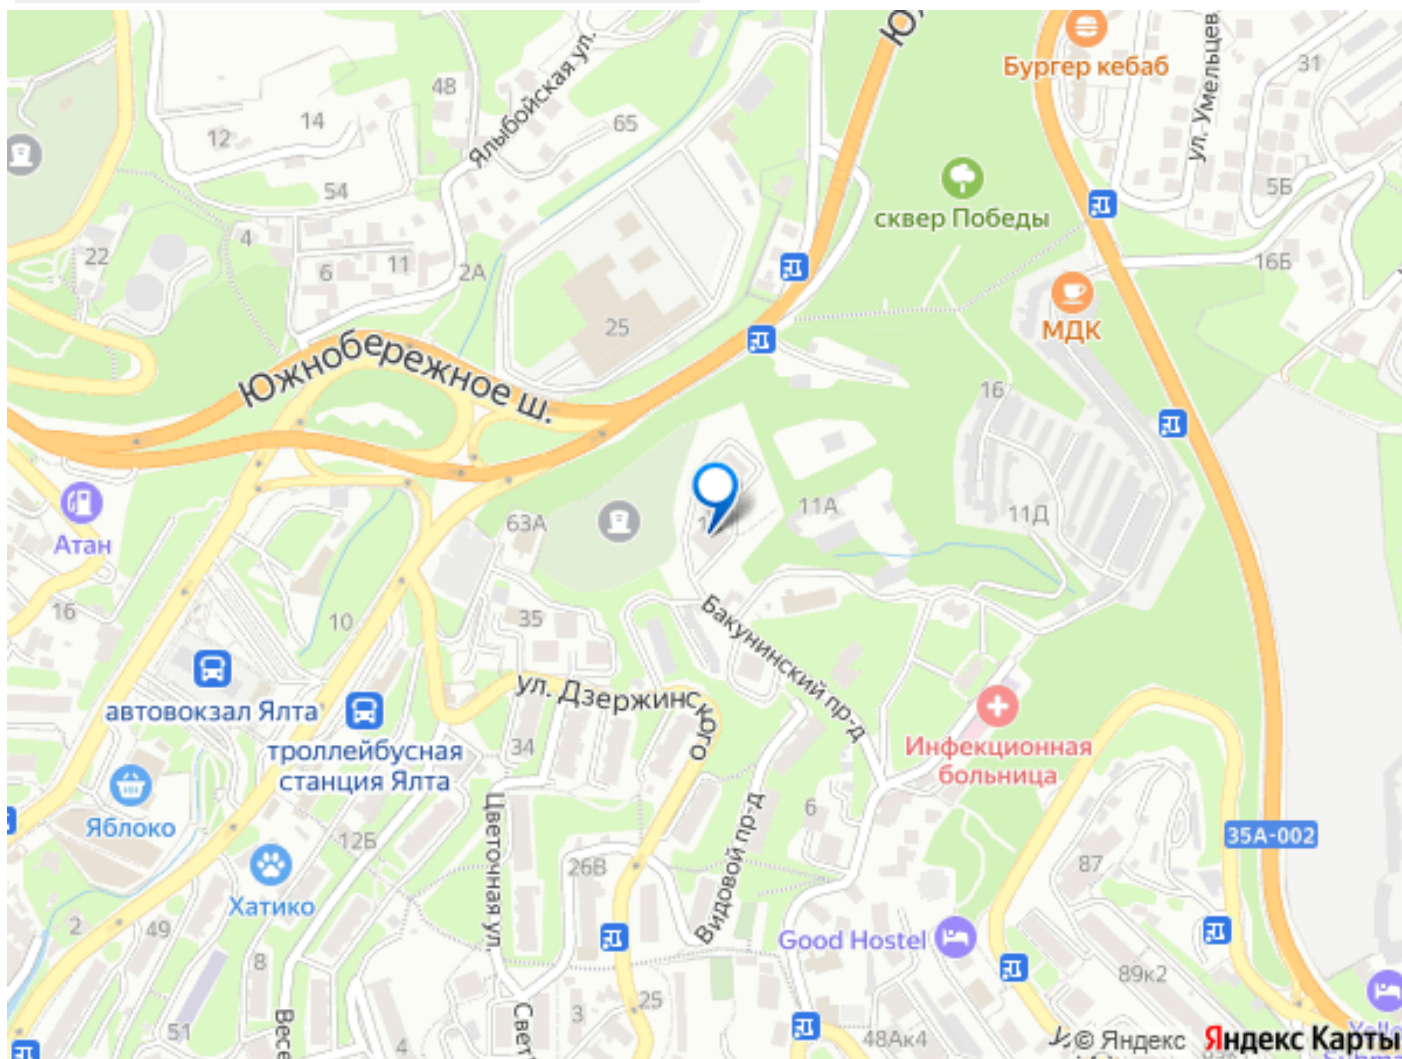 Бургер кебаб
31
ул. Умельцев
48
Ялыбойская ул.
65
14
12
54
5Б
сквер Победы
4
22
11
6
2А
16Б
25
МДК
Южнобережное ш.
16
Атан
63А
11А
11Д
16
10
35
Бакунинский пр-д
автовокзал Ялта
ул. Дзержинского
троллейбусная
станция Ялта
34
Инфекционная
больница
Яблоко
12Б
Цветочная ул.
Видовой пр-д
6
35А-002
87
26В
Хатико
2
49
8
Good Hostel
89к2
25
3
51
4
48Ак4
© Яндекс
Яндекс Карты